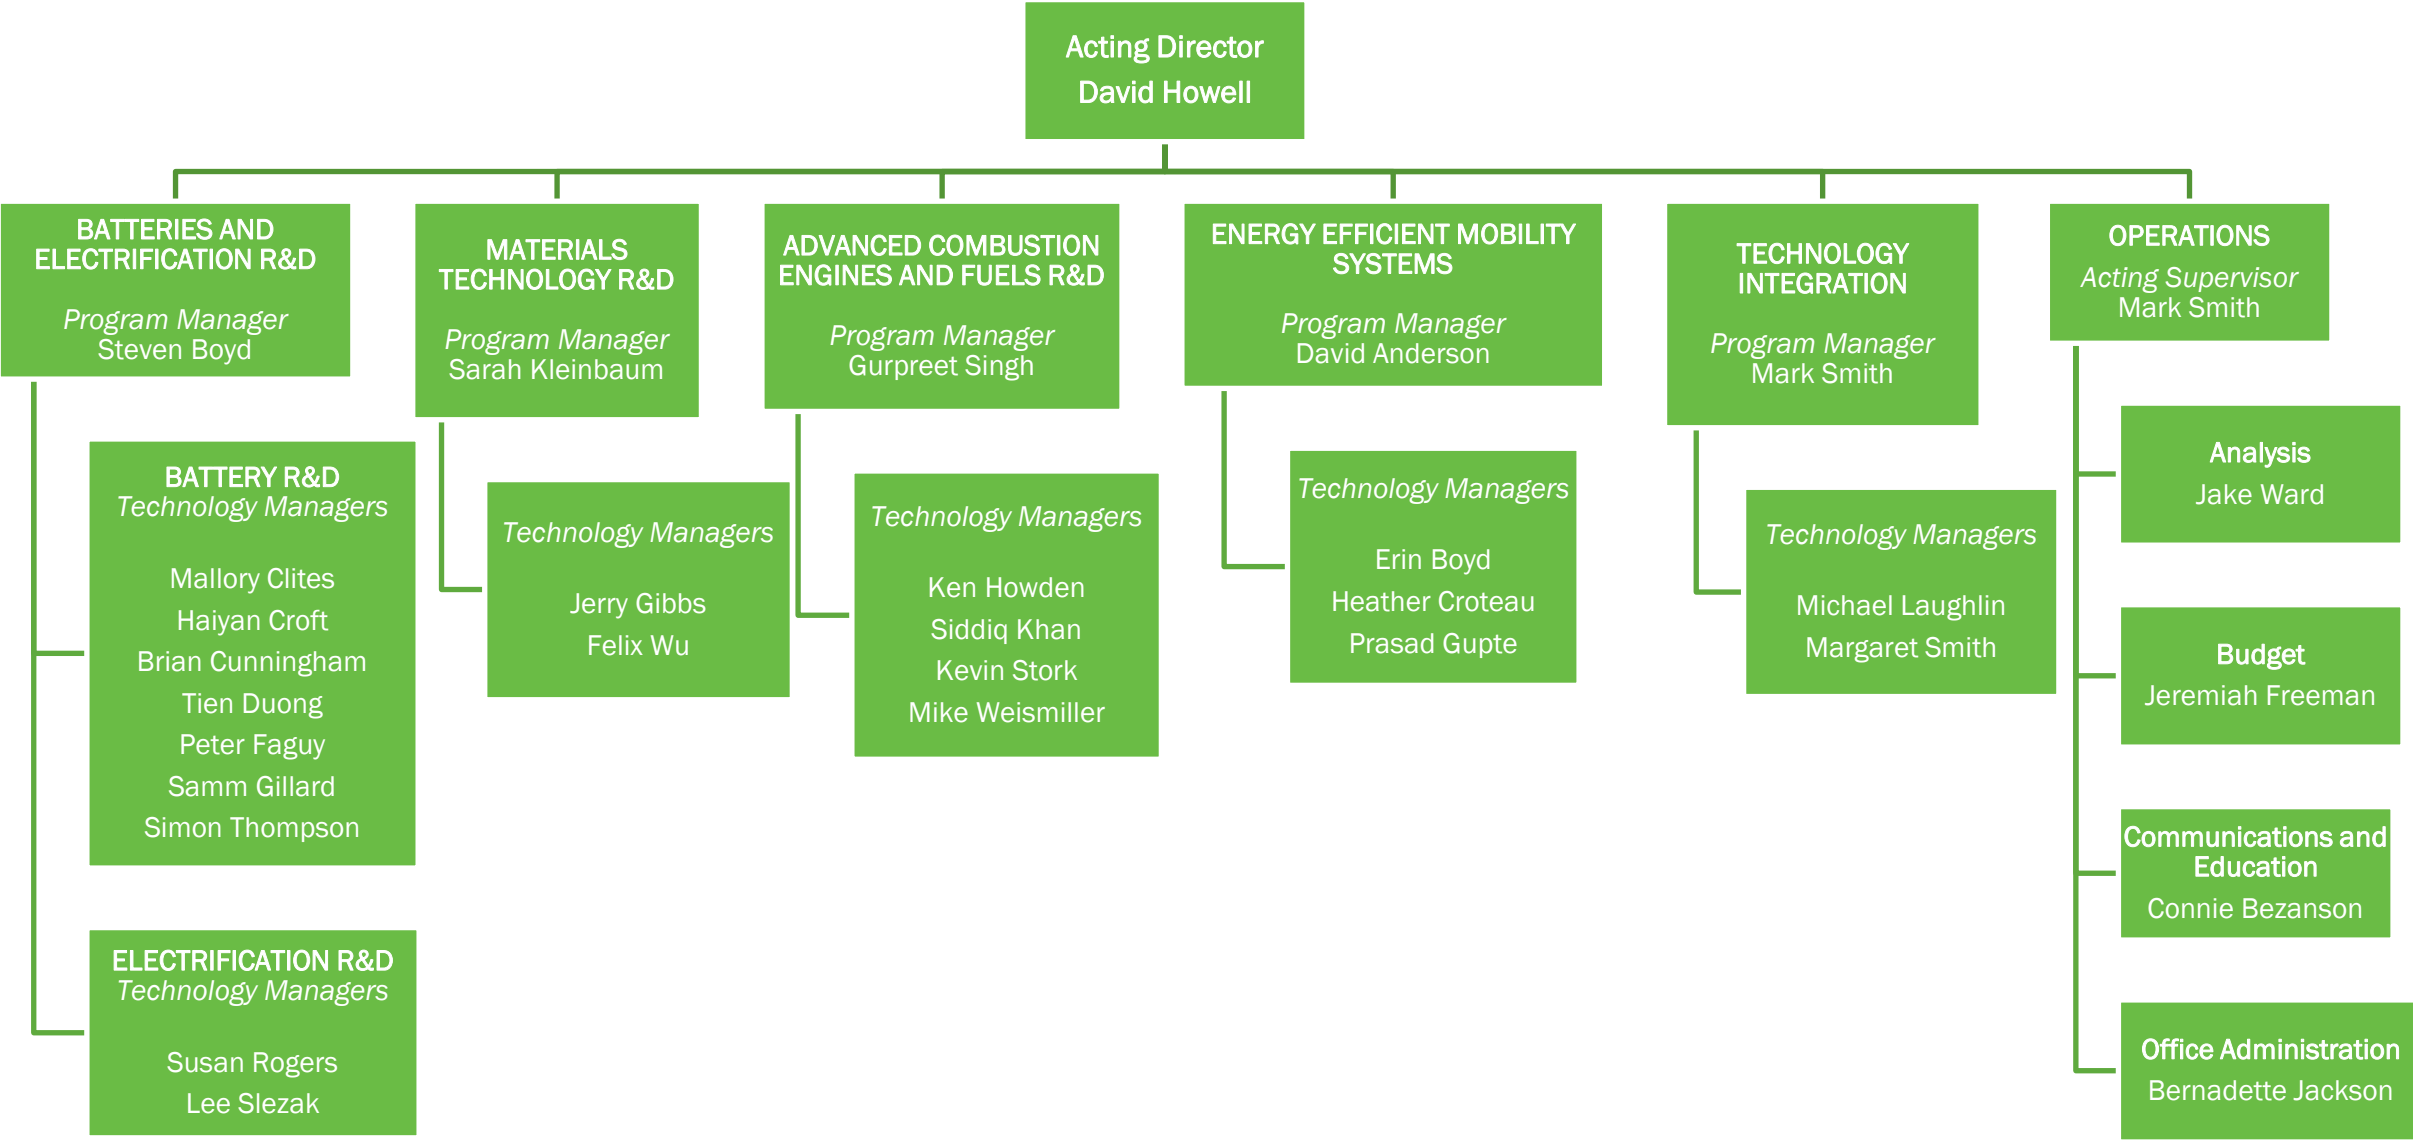 Acting Director
David Howell
BATTERIES AND
ELECTRIFICATION R&D
Program Manager
Steven Boyd
BATTERY R&D
Technology Managers
Mallory Clites
Haiyan Croft
Brian Cunningham
Tien Duong
Peter Faguy
Samm Gillard
Simon Thompson
ELECTRIFICATION R&D
Technology Managers
Susan Rogers
Lee Slezak
MATERIALS
TECHNOLOGY R&D
Program Manager
Sarah Kleinbaum
Technology Managers
Jerry Gibbs
Felix Wu
ADVANCED COMBUSTION
ENGINES AND FUELS R&D
Program Manager
Gurpreet Singh
Technology Managers
Ken Howden
Siddiq Khan
Kevin Stork
Mike Weismiller
ENERGY EFFICIENT MOBILITY
SYSTEMS
Program Manager
David Anderson
Technology Managers
Erin Boyd
Heather Croteau
Prasad Gupte
TECHNOLOGY
INTEGRATION
Program Manager
Mark Smith
Technology Managers
Michael Laughlin
Margaret Smith
OPERATIONS
Acting Supervisor
Mark Smith
Analysis
Jake Ward
Budget
Jeremiah Freeman
Communications and
Education
Connie Bezanson
Office Administration
Bernadette Jackson